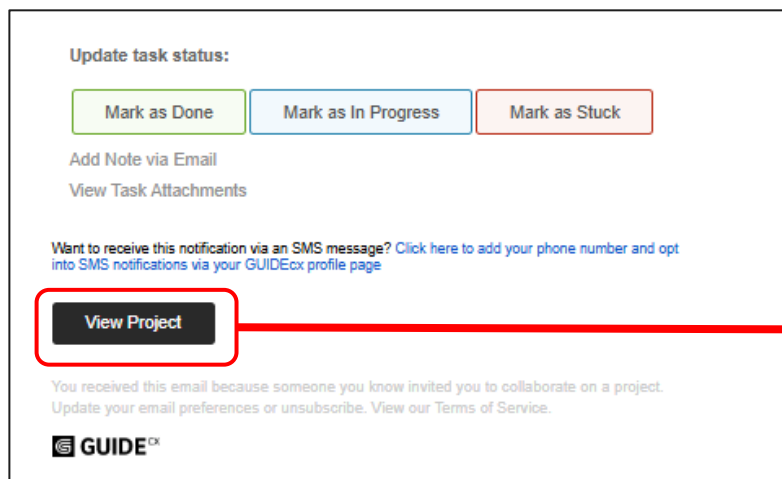 Update task status:
Mark as Done Mark as In Progress Mark as Stuck
Add Note via Email
View Task Attachments
Want to receive this notification via an SMS message? Click here to add your phone number and opt
into SMS notifications via your GUIDEcx profile page
View Project
You received this email because someone you know invited you to collaborate on a project.
Update your email preferences or unsubscribe. View our Terms of Service.
GUIDE CX